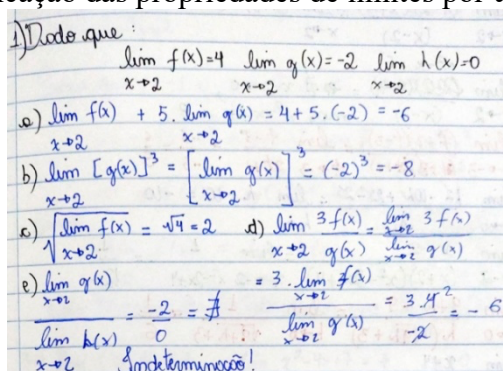 cação das propriedades de limites por
1) Dado que:
lim f(x)=4 lim g(x)=-2 lim h(x)=0
x→2 x→2 x→2
a) lim f(x) + 5. lim g(x) = 4+5.(-2) = -6
x→2 x→2
b) lim [g(x)]³ = [lim g(x)]³ = (-2)³ = -8
x→2 x→2
c) √lim f(x) = √4 = 2 d) lim 3f(x) = lim 3f(x)
x→2 x→2 g(x) x→2 lim g(x)
x→2
e) lim g(x) = 3. lim f(x)
x→2 x→2 = 3.4² = -6
lim h(x) = -2 = ∄ lim g(x) -2
x→2 0 x→2
Indeterminação!